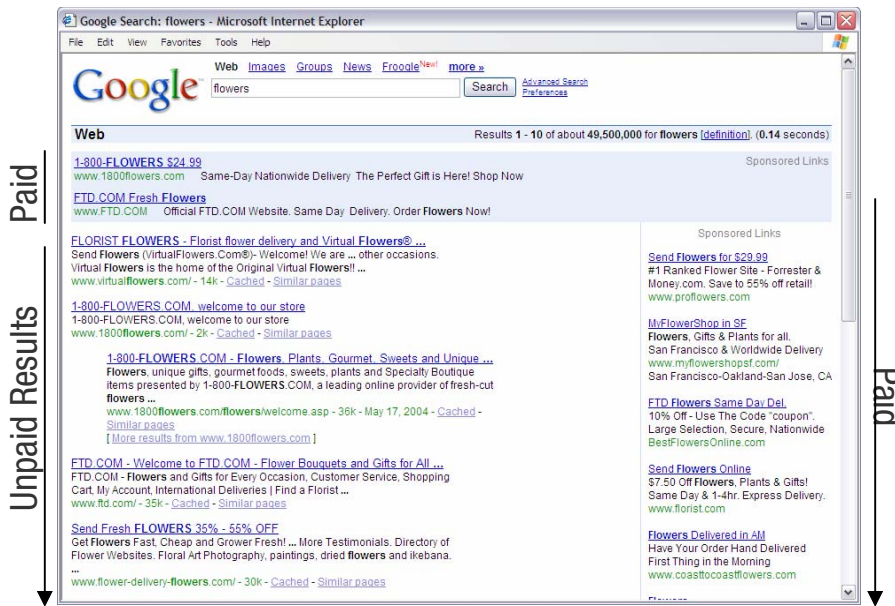 Google Search: flowers - Microsoft Internet Explorer
File Edit View Favorites Tools Help
Google
Web Images Groups News Froogle New! more »
flowers
Search
Advanced Search
Preferences
Web
Results 1 - 10 of about 49,500,000 for flowers [definition]. (0.14 seconds)
Paid
1-800-FLOWERS $24.99
Sponsored Links
www.1800flowers.com Same-Day Nationwide Delivery The Perfect Gift is Here! Shop Now
FTD.COM Fresh Flowers
www.FTD.COM Official FTD.COM Website. Same Day Delivery. Order Flowers Now!
Unpaid Results
FLORIST FLOWERS - Florist flower delivery and Virtual Flowers® ...
Send Flowers (VirtualFlowers.Com®)- Welcome! We are ... other occasions.
Virtual Flowers is the home of the Original Virtual Flowers!! ...
www.virtualflowers.com/ - 14k - Cached - Similar pages
1-800-FLOWERS.COM, welcome to our store
1-800-FLOWERS.COM, welcome to our store
www.1800flowers.com/ - 2k - Cached - Similar pages
1-800-FLOWERS.COM - Flowers, Plants, Gourmet, Sweets and Unique ...
Flowers, unique gifts, gourmet foods, sweets, plants and Specialty Boutique
items presented by 1-800-FLOWERS.COM, a leading online provider of fresh-cut
flowers ...
www.1800flowers.com/flowers/welcome.asp - 36k - May 17, 2004 - Cached -
Similar pages
[ More results from www.1800flowers.com ]
FTD.COM - Welcome to FTD.COM - Flower Bouquets and Gifts for All ...
FTD.COM - Flowers and Gifts for Every Occasion, Customer Service, Shopping
Cart, My Account, International Deliveries | Find a Florist ...
www.ftd.com/ - 35k - Cached - Similar pages
Send Fresh FLOWERS 35% - 55% OFF
Get Flowers Fast, Cheap and Grower Fresh! ... More Testimonials. Directory of
Flower Websites. Floral Art Photography, paintings, dried flowers and ikebana.
...
www.flower-delivery-flowers.com/ - 30k - Cached - Similar pages
Sponsored Links
Send Flowers for $29.99
#1 Ranked Flower Site - Forrester &
Money.com. Save to 55% off retail!
www.proflowers.com
MyFlowerShop in SF
Flowers, Gifts & Plants for all.
San Francisco & Worldwide Delivery
www.myflowershopsf.com/
San Francisco-Oakland-San Jose, CA
FTD Flowers Same Day Del.
10% Off - Use The Code "coupon".
Large Selection, Secure, Nationwide
BestFlowersOnline.com
Send Flowers Online
$7.50 Off Flowers, Plants & Gifts!
Same Day & 1-4hr. Express Delivery.
www.florist.com
Flowers Delivered in AM
Have Your Order Hand Delivered
First Thing in the Morning
www.coasttocoastflowers.com
Paid